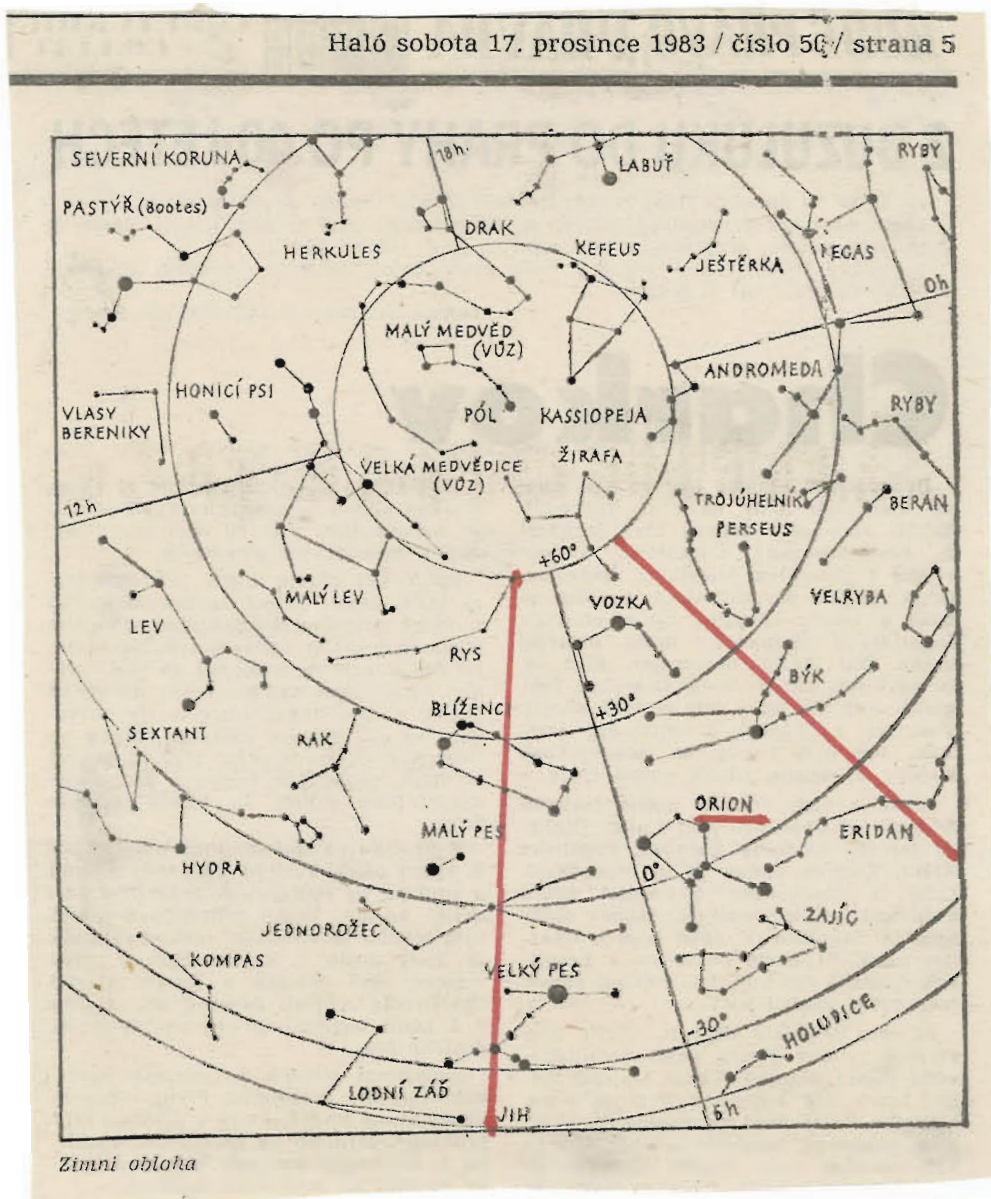 Haló sobota 17. prosince 1983 / číslo 50 / strana 5
SEVERNÍ KORUNA
18h.
LABUŤ
RYBY
PASTÝŘ (Bootes)
HERKULES
DRAK
KEFEUS
JEŠTĚRKA
PEGAS
0h
MALÝ MEDVĚD
(VŮZ)
ANDROMEDA
HONICÍ PSI
VLASY
BERENIKY
PÓL
KASSIOPEJA
RYBY
VELKÁ MEDVĚDICE
(VŮZ)
ŽIRAFA
12h
TROJÚHELNÍK
BERAN
PERSEUS
+60°
MALÝ LEV
VOZKA
VELRYBA
LEV
RYS
BÝK
BLÍŽENCI
+30°
SEXTANT
RAK
ORION
MALÝ PES
ERIDAN
HYDRA
0°
JEDNOROŽEC
ZAJÍC
KOMPAS
VELKÝ PES
-30°
HOLUBICE
LODNÍ ZÁĎ
JIH
6h
Zimní obloha